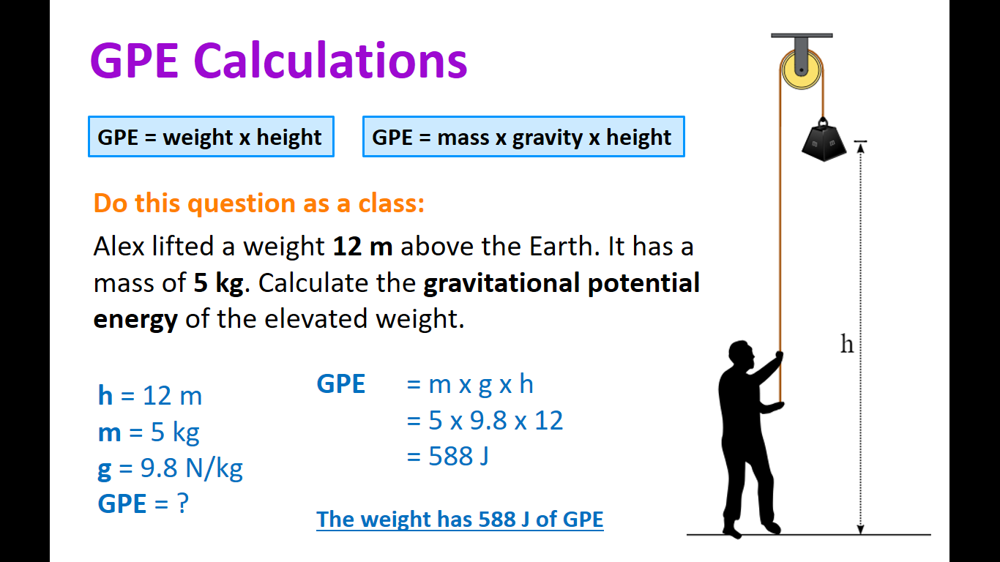 GPE Calculations
GPE = weight x height
GPE = mass x gravity x height
Do this question as a class:
Alex lifted a weight 12 m above the Earth. It has a
mass of 5 kg. Calculate the gravitational potential
energy of the elevated weight.
h = 12 m
m = 5 kg
g = 9.8 N/kg
GPE = ?
GPE = m x g x h
= 5 x 9.8 x 12
= 588 J
The weight has 588 J of GPE
m m
h